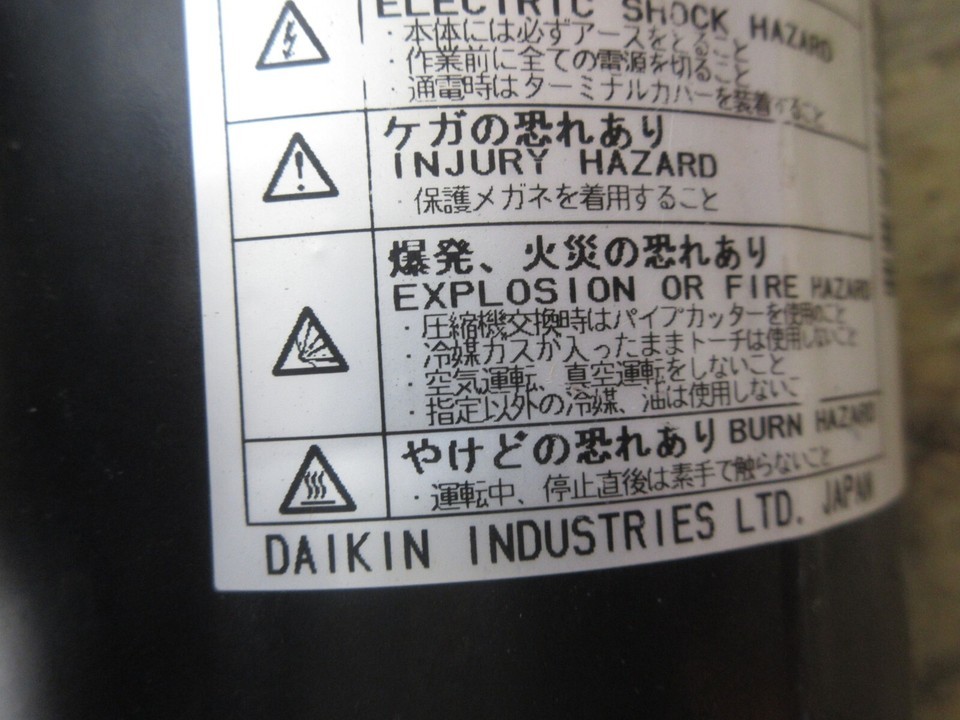 ELECTRIC SHOCK HAZARD
・本体には必ずアースをとること
・作業前に全ての電源を切ること
・通電時はターミナルカバーを装着すること
ケガの恐れあり
INJURY HAZARD
・保護メガネを着用すること
爆発、火災の恐れあり
EXPLOSION OR FIRE HAZARD
・圧縮機交換時はパイプカッターを使用のこと
・冷媒ガスが入ったままトーチは使用しないこと
・空気運転、真空運転をしないこと
・指定以外の冷媒、油は使用しないこ
やけどの恐れあり BURN HAZARD
・運転中、停止直後は素手で触らないこと
DAIKIN INDUSTRIES LTD. JAPAN